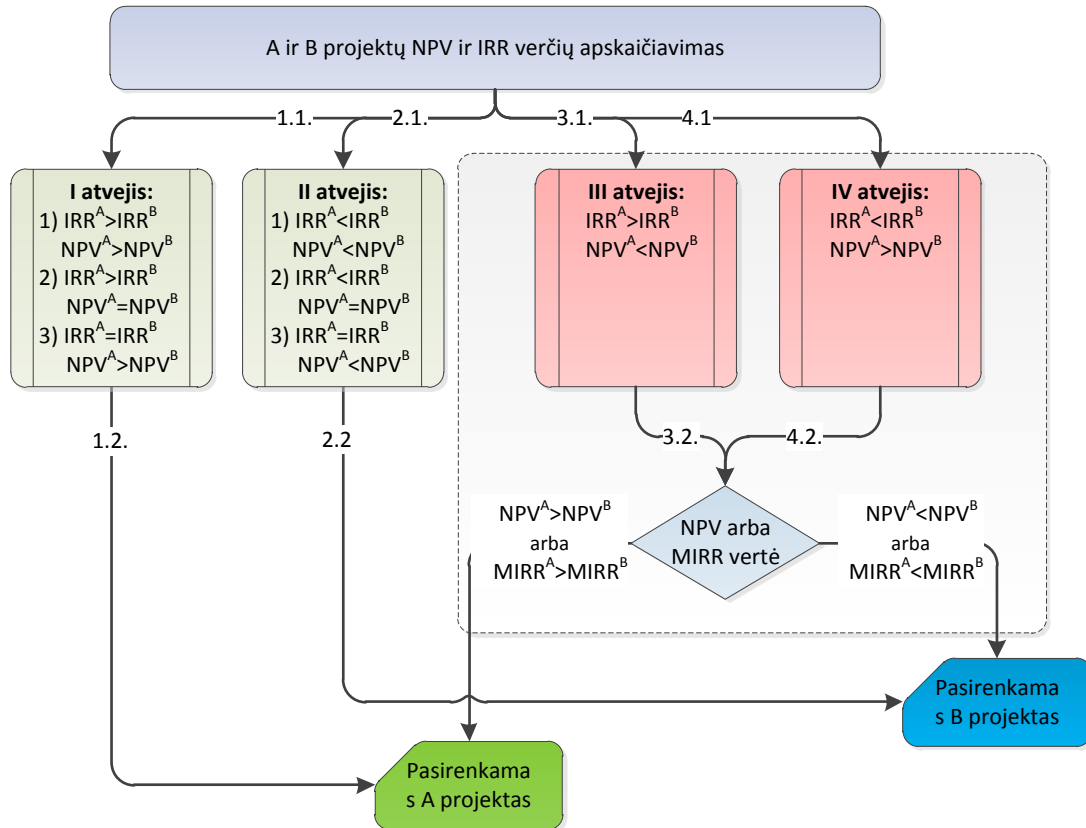 A ir B projektų NPV ir IRR verčių apskaičiavimas
1.1.
2.1.
3.1.
4.1
I atvejis:
1) IRR^A>IRR^B
NPV^A>NPV^B
2) IRR^A>IRR^B
NPV^A=NPV^B
3) IRR^A=IRR^B
NPV^A>NPV^B
II atvejis:
1) IRR^A<IRR^B
NPV^A<NPV^B
2) IRR^A<IRR^B
NPV^A=NPV^B
3) IRR^A=IRR^B
NPV^A<NPV^B
III atvejis:
IRR^A>IRR^B
NPV^A<NPV^B
IV atvejis:
IRR^A<IRR^B
NPV^A>NPV^B
1.2.
2.2
3.2.
4.2.
NPV^A>NPV^B
arba
MIRR^A>MIRR^B
NPV arba
MIRR vertė
NPV^A<NPV^B
arba
MIRR^A<MIRR^B
Pasirenkama
s B projektas
Pasirenkama
s A projektas